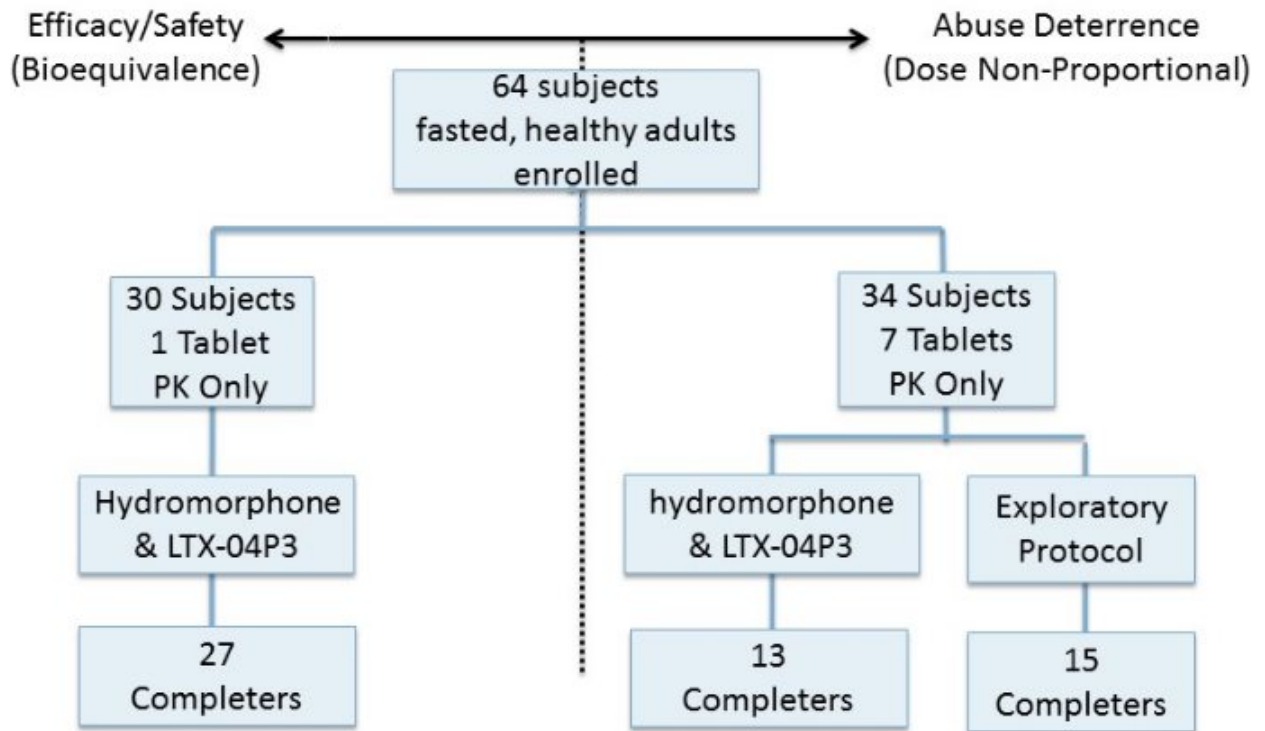 Efficacy/Safety
(Bioequivalence)
Abuse Deterrence
(Dose Non-Proportional)
64 subjects
fasted, healthy adults
enrolled
30 Subjects
1 Tablet
PK Only
34 Subjects
7 Tablets
PK Only
Hydromorphone
& LTX-04P3
hydromorphone
& LTX-04P3
Exploratory
Protocol
27
Completers
13
Completers
15
Completers